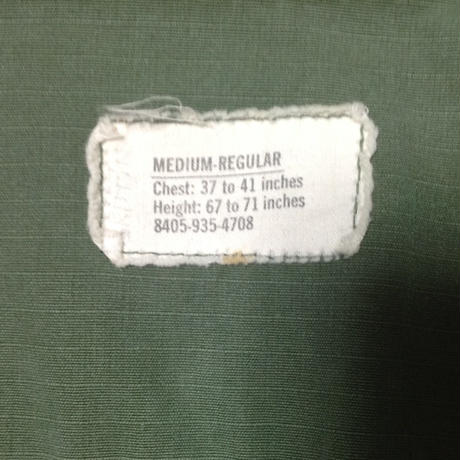 MEDIUM-REGULAR
Chest: 37 to 41 inches
Height: 67 to 71 inches
8405-935-4708